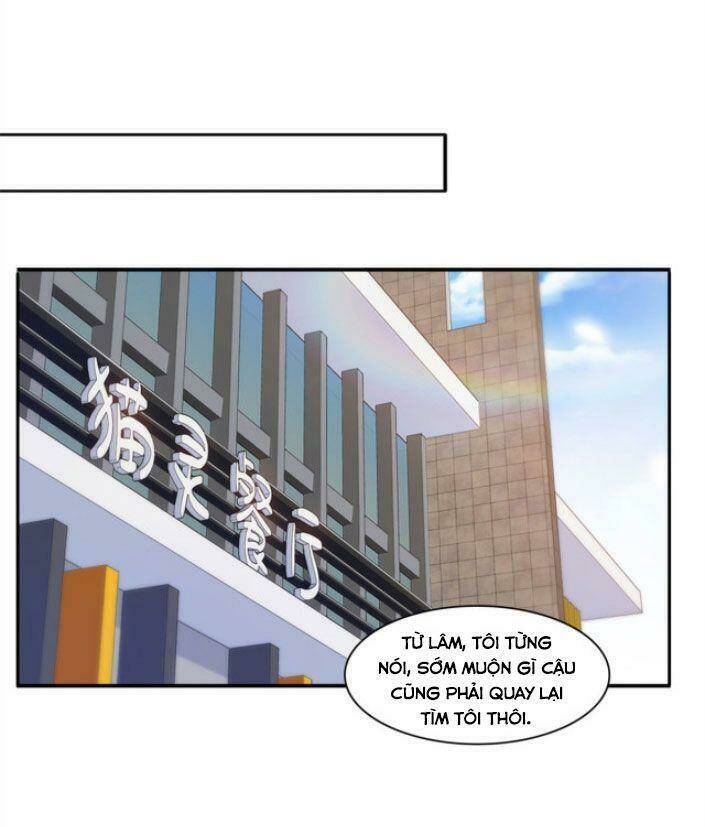 猫灵餐厅
TỪ LÂM, TÔI TỪNG
NÓI, SỚM MUỘN GÌ CẬU
CŨNG PHẢI QUAY LẠI
TÌM TÔI THÔI.